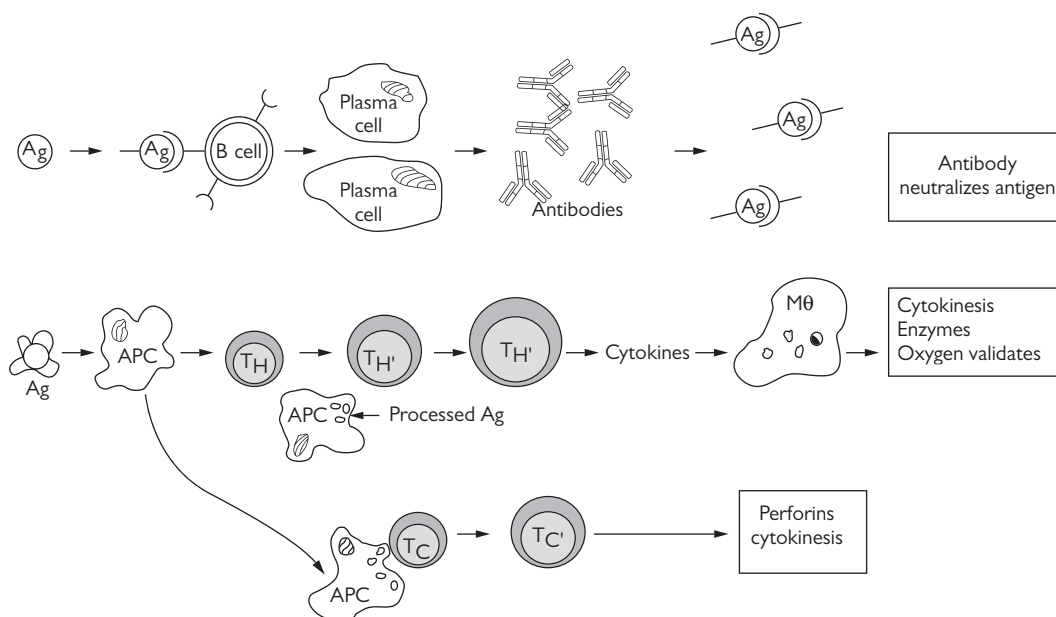 Ag
Ag
B cell
Plasma
cell
Plasma
cell
Antibodies
Ag
Ag
Ag
Antibody
neutralizes antigen
Ag
APC
TH
TH'
TH'
APC
Processed Ag
Cytokines
Mθ
Cytokinesis
Enzymes
Oxygen validates
APC
TC
TC'
Perforins
cytokinesis